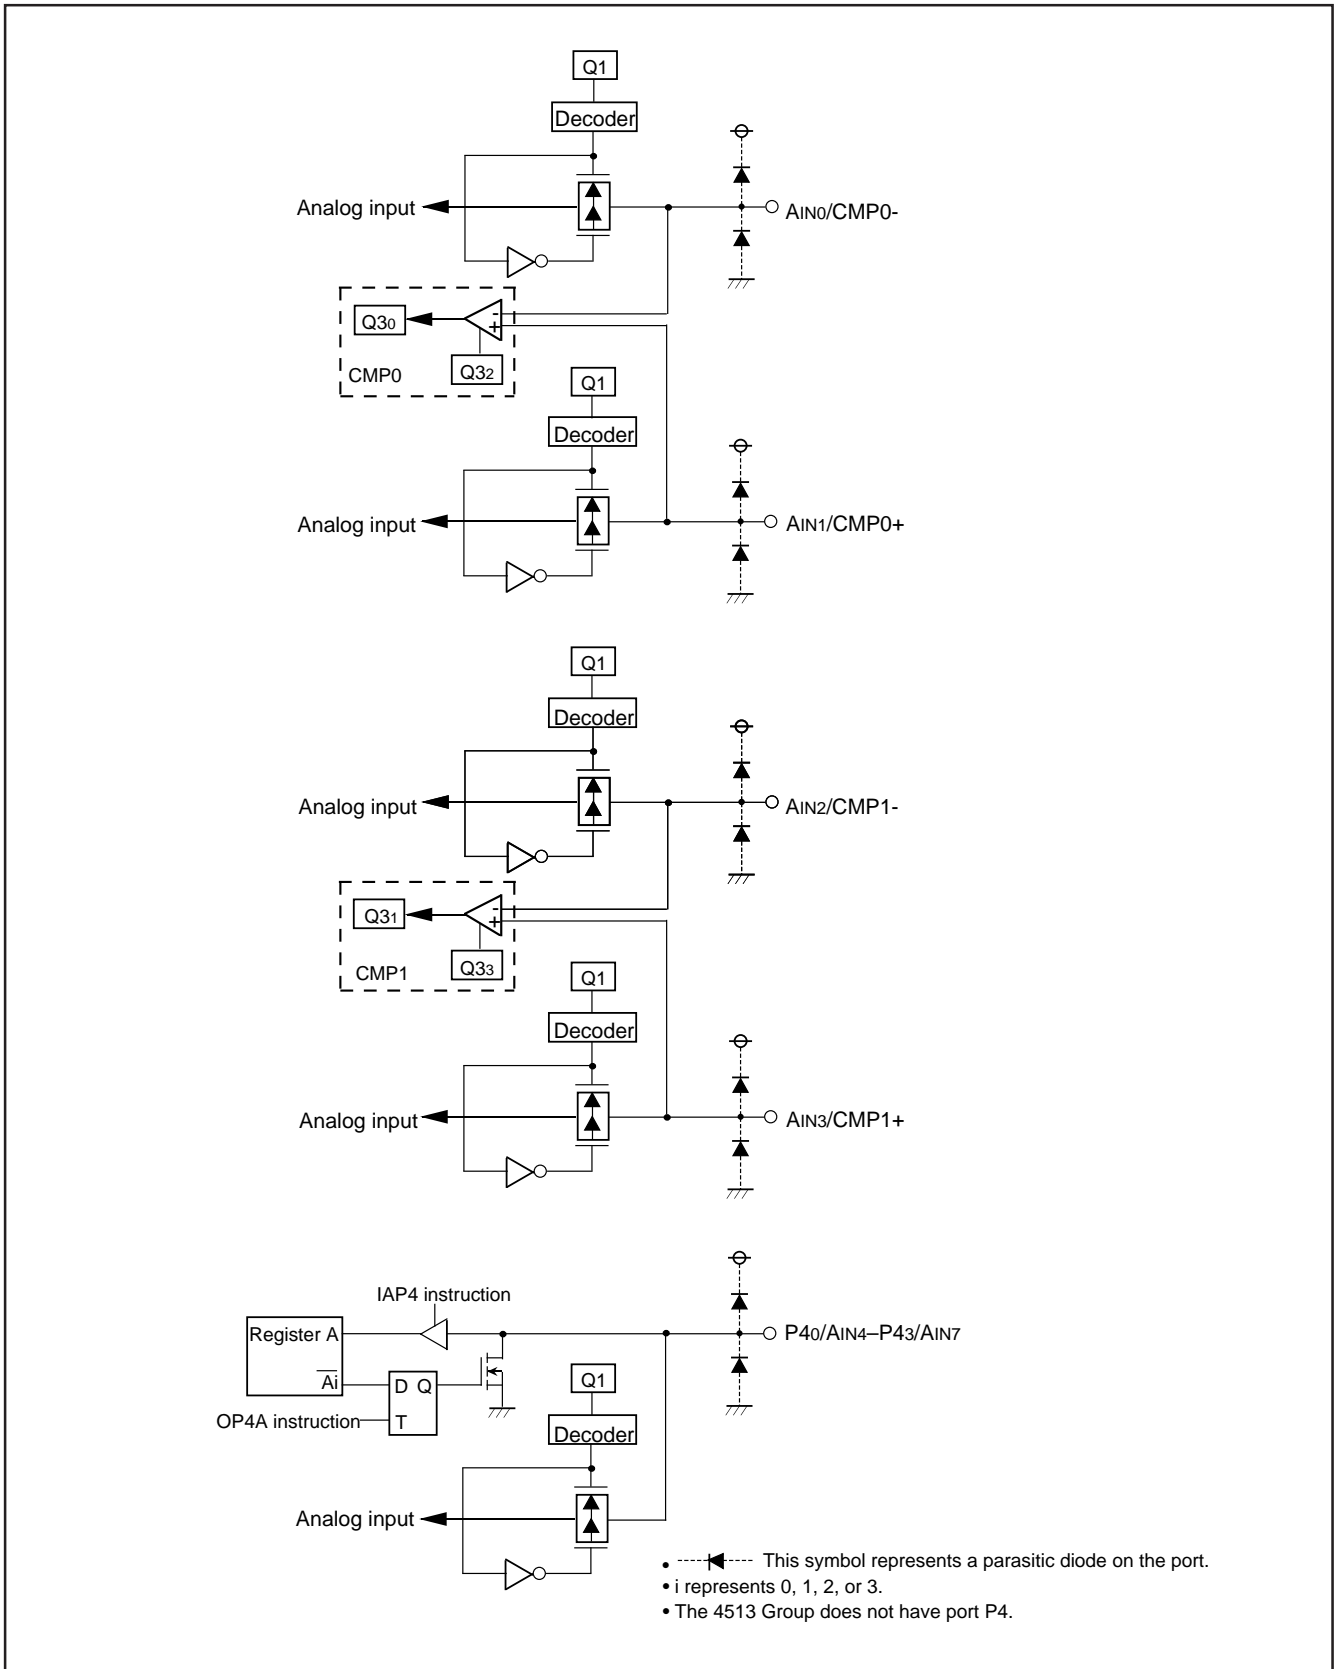 Q1
Decoder
Analog input
AIN0/CMP0-
Q30
-
+
Q32
CMP0
Q1
Decoder
Analog input
AIN1/CMP0+
Q1
Decoder
Analog input
AIN2/CMP1-
Q31
-
+
Q33
CMP1
Q1
Decoder
Analog input
AIN3/CMP1+
IAP4 instruction
Register A
P40/AIN4–P43/AIN7
A̅i̅
D Q
Q1
OP4A instruction
T
Decoder
Analog input
• This symbol represents a parasitic diode on the port.
• i represents 0, 1, 2, or 3.
• The 4513 Group does not have port P4.